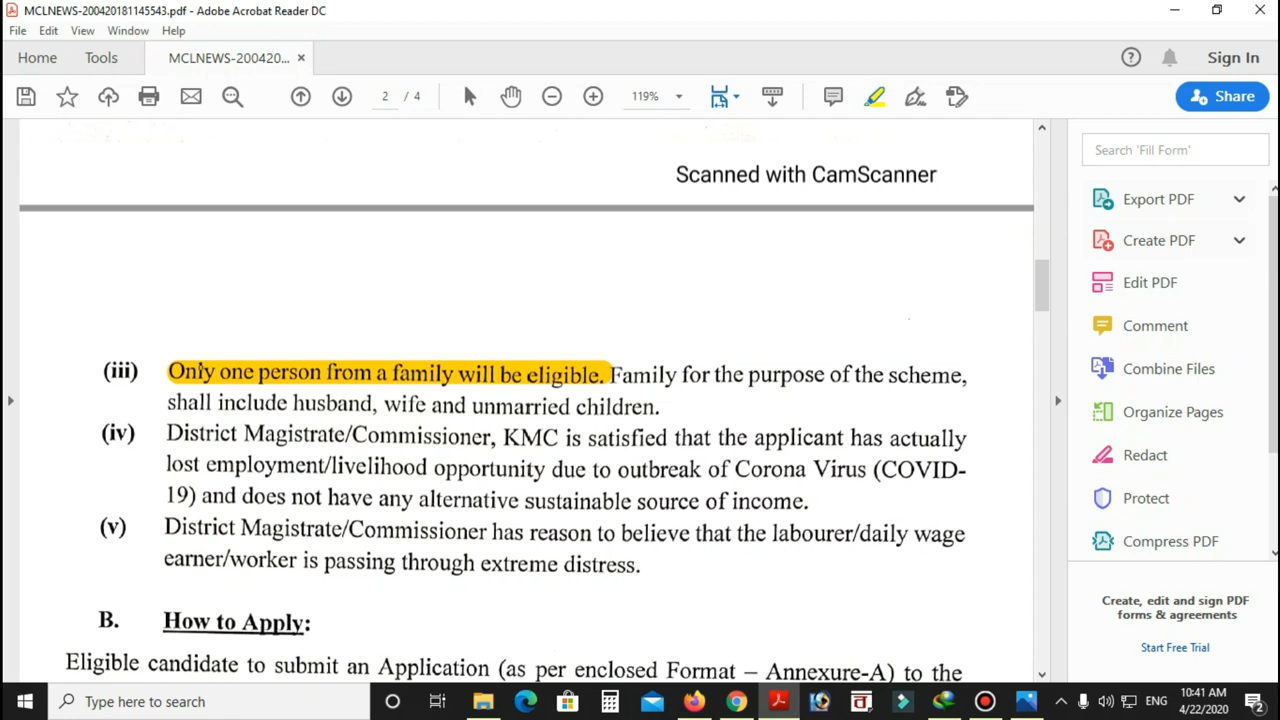 MCLNEWS-200420181145543.pdf - Adobe Acrobat Reader DC
File Edit View Window Help
Home Tools MCLNEWS-200420... ×
Sign In
2 / 4
119%
Share
Scanned with CamScanner
(iii) Only one person from a family will be eligible. Family for the purpose of the scheme,
shall include husband, wife and unmarried children.
(iv) District Magistrate/Commissioner, KMC is satisfied that the applicant has actually
lost employment/livelihood opportunity due to outbreak of Corona Virus (COVID-
19) and does not have any alternative sustainable source of income.
(v) District Magistrate/Commissioner has reason to believe that the labourer/daily wage
earner/worker is passing through extreme distress.
B. How to Apply:
Eligible candidate to submit an Application (as per enclosed Format – Annexure-A) to the
Search 'Fill Form'
Export PDF
Create PDF
Edit PDF
Comment
Combine Files
Organize Pages
Redact
Protect
Compress PDF
Create, edit and sign PDF
forms & agreements
Start Free Trial
Type here to search
ENG
10:41 AM
4/22/2020
2